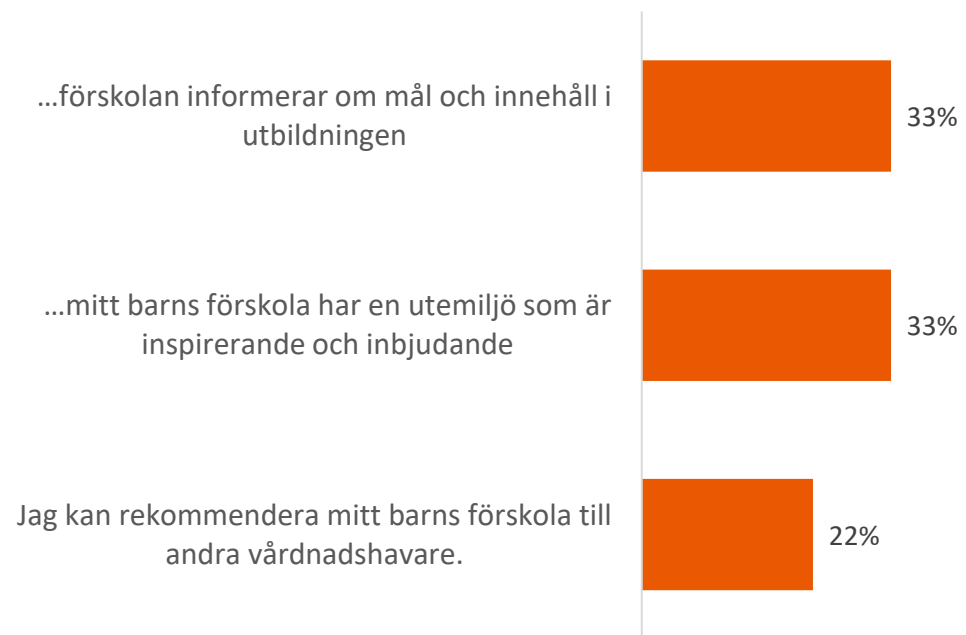 ...förskolan informerar om mål och innehåll i
utbildningen
33%
...mitt barns förskola har en utemiljö som är
inspirerande och inbjudande
33%
Jag kan rekommendera mitt barns förskola till
andra vårdnadshavare.
22%